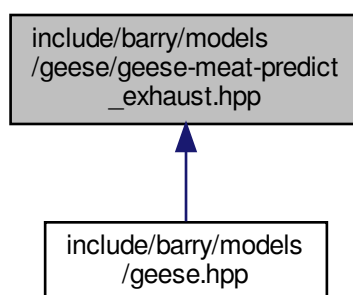 include/barry/models
/geese/geese-meat-predict
_exhaust.hpp
include/barry/models
/geese.hpp